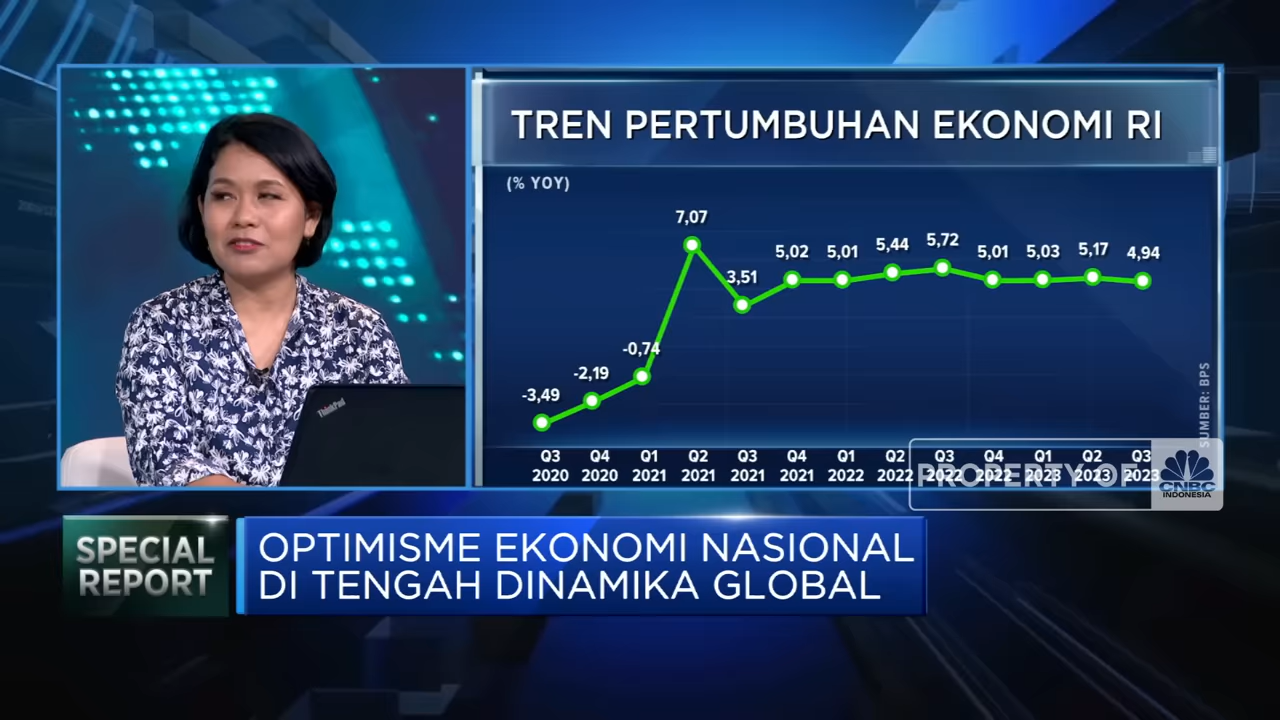 TREN PERTUMBUHAN EKONOMI RI
(% YOY)
7,07
5,02
5,01
5,44
5,72
5,01
5,03
5,17
4,94
3,51
-0,74
-2,19
-3,49
SUMBER: BPS
Q3 Q4 Q1 Q2 Q3 Q4 Q1 Q2 Q3 Q4 Q1 Q2 Q3
2020 2020 2021 2021 2021 2021 2022 2022 2022 2022 2023 2023 2023
PROPERTY OF
CNBC
INDONESIA
ThinkPad
SPECIAL
REPORT
OPTIMISME EKONOMI NASIONAL
DI TENGAH DINAMIKA GLOBAL